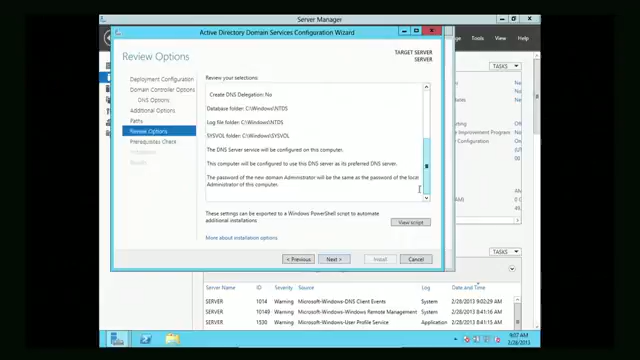 Server Manager
Active Directory Domain Services Configuration Wizard
Tools View Help
Review Options
TARGET SERVER
SERVER
Deployment Configuration
Domain Controller Options
DNS Options
Additional Options
Paths
Review Options
Prerequisites Check
Installation
Results
Review your selections:
Create DNS Delegation: No
Database folder: C:\Windows\NTDS
Log file folder: C:\Windows\NTDS
SYSVOL folder: C:\Windows\SYSVOL
The DNS Server service will be configured on this computer.
This computer will be configured to use this DNS server as its preferred DNS server.
The password of the new domain Administrator will be the same as the password of the local
Administrator of this computer.
These settings can be exported to a Windows PowerShell script to automate
additional installations
View script
More about installation options
< Previous
Next >
Install
Cancel
TASKS
Improvement Program
Configuration
TASKS
Server Name ID Severity Source Log Date and Time
SERVER 1014 Warning Microsoft-Windows-DNS Client Events System 2/28/2013 9:02:29 AM
SERVER 10149 Warning Microsoft-Windows-Windows Remote Management System 2/28/2013 8:41:16 AM
SERVER 1530 Warning Microsoft-Windows-User Profile Service Application 2/28/2013 8:41:15 AM
9:07 AM
2/28/2013